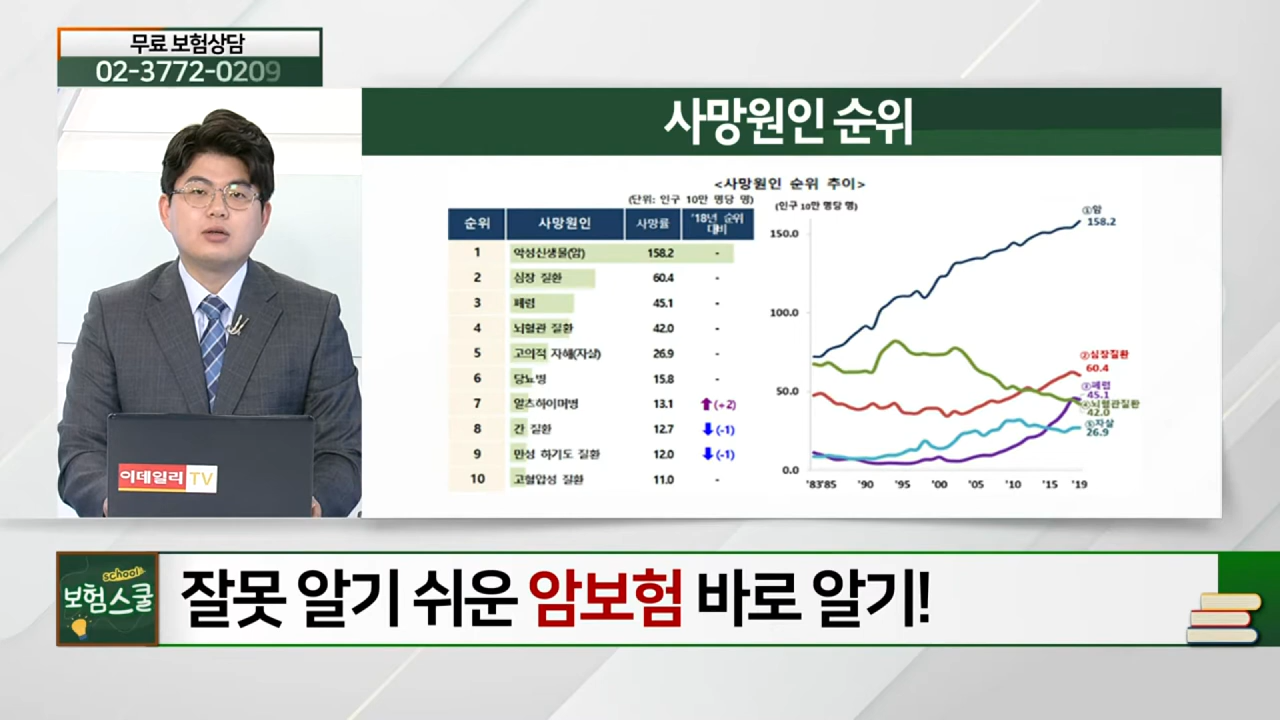 무료 보험상담
02-3772-0209
사망원인 순위
<사망원인 순위 추이>
(단위: 인구 10만 명당 명)
순위 사망원인 사망률 '18년 순위 대비
1 악성신생물(암) 158.2 -
2 심장 질환 60.4 -
3 폐렴 45.1 -
4 뇌혈관 질환 42.0 -
5 고의적 자해(자살) 26.9 -
6 당뇨병 15.8 -
7 알츠하이머병 13.1 (+2)
8 간 질환 12.7 (-1)
9 만성 하기도 질환 12.0 (-1)
10 고혈압성 질환 11.0 -
(인구 10만 명당 명)
150.0
100.0
50.0
0.0
'83 '85 '90 '95 '00 '05 '10 '15 '19
①암
158.2
②심장질환
60.4
③폐렴
45.1
④뇌혈관질환
42.0
⑤자살
26.9
이데일리 TV
school
보험스쿨
잘못 알기 쉬운 암보험 바로 알기!